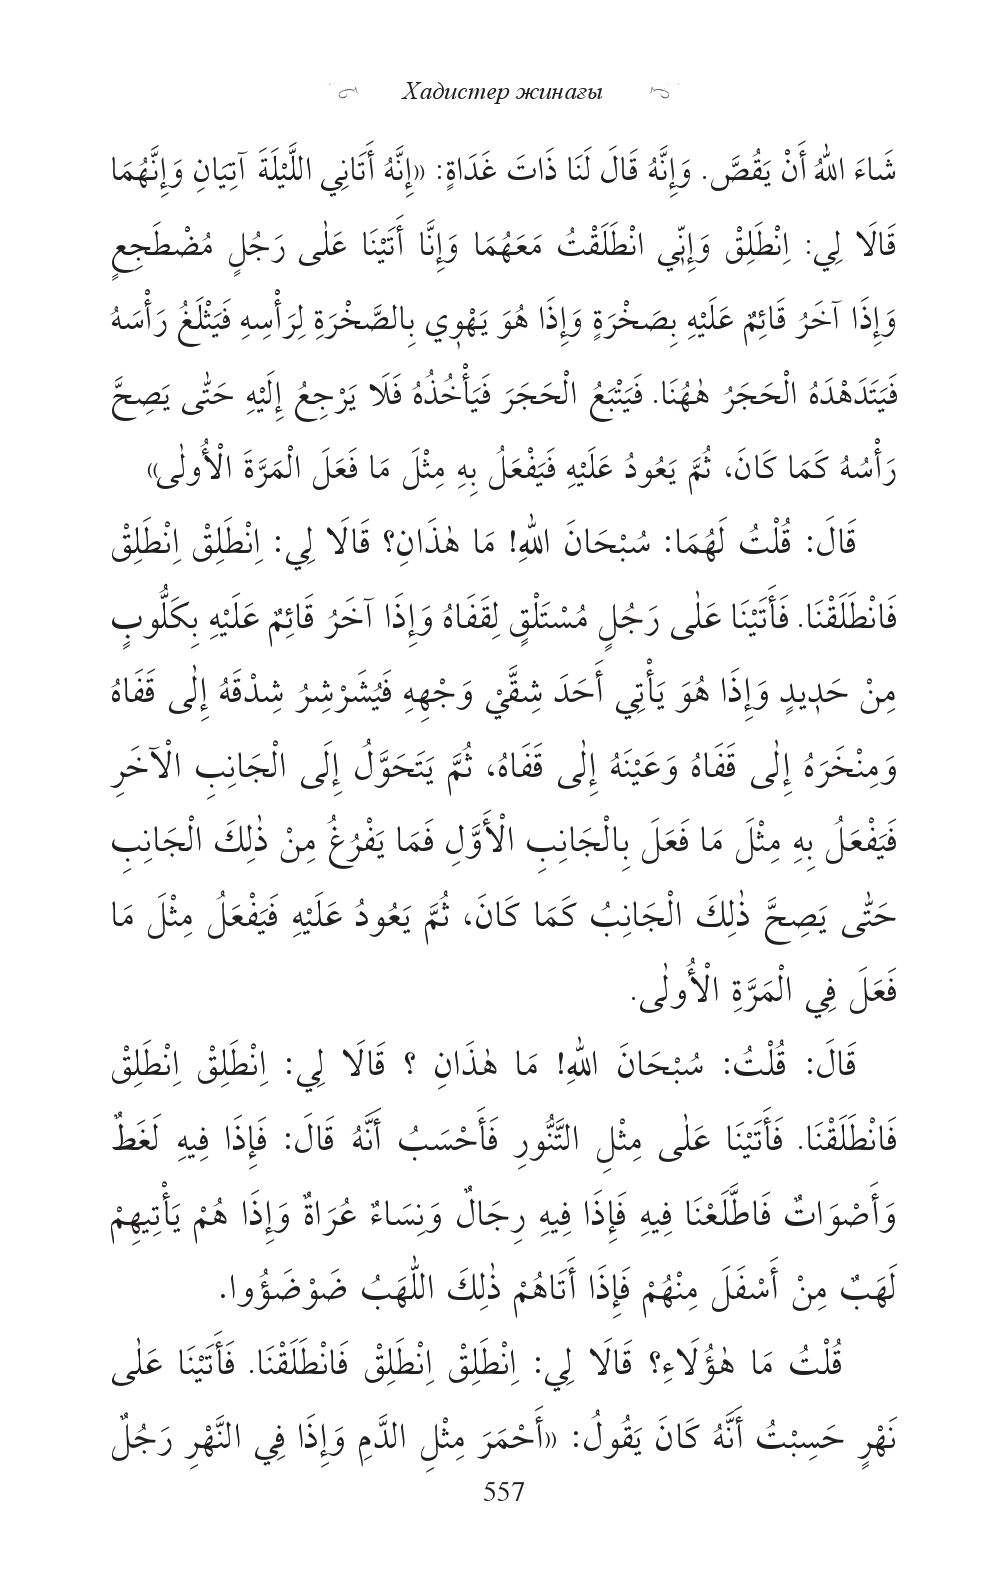 Хадистер жинағы
شَاءَ اللهُ أَنْ يَقُصَّ. وَإِنَّهُ قَالَ لَنَا ذَاتَ غَدَاةٍ: «إِنَّهُ أَتَانِي اللَّيْلَةَ آتِيَانِ وَإِنَّهُمَا
قَالَا لِي: اِنْطَلِقْ وَإِنِّي انْطَلَقْتُ مَعَهُمَا وَإِنَّا أَتَيْنَا عَلٰى رَجُلٍ مُضْطَجِعٍ
وَإِذَا آخَرُ قَائِمٌ عَلَيْهِ بِصَخْرَةٍ وَإِذَا هُوَ يَهْوِي بِالصَّخْرَةِ لِرَأْسِهِ فَيَثْلَغُ رَأْسَهُ
فَيَتَدَهْدَهُ الْحَجَرُ هٰهُنَا. فَيَتْبَعُ الْحَجَرَ فَيَأْخُذُهُ فَلَا يَرْجِعُ إِلَيْهِ حَتّٰى يَصِحَّ
رَأْسُهُ كَمَا كَانَ، ثُمَّ يَعُودُ عَلَيْهِ فَيَفْعَلُ بِهِ مِثْلَ مَا فَعَلَ الْمَرَّةَ الْأُولٰى»
قَالَ: قُلْتُ لَهُمَا: سُبْحَانَ اللهِ! مَا هٰذَانِ؟ قَالَا لِي: اِنْطَلِقْ اِنْطَلِقْ
فَانْطَلَقْنَا. فَأَتَيْنَا عَلٰى رَجُلٍ مُسْتَلْقٍ لِقَفَاهُ وَإِذَا آخَرُ قَائِمٌ عَلَيْهِ بِكَلُّوبٍ
مِنْ حَدِيدٍ وَإِذَا هُوَ يَأْتِي أَحَدَ شِقَّيْ وَجْهِهِ فَيُشَرْشِرُ شِدْقَهُ إِلٰى قَفَاهُ
وَمِنْخَرَهُ إِلٰى قَفَاهُ وَعَيْنَهُ إِلٰى قَفَاهُ، ثُمَّ يَتَحَوَّلُ إِلَى الْجَانِبِ الْآخَرِ
فَيَفْعَلُ بِهِ مِثْلَ مَا فَعَلَ بِالْجَانِبِ الْأَوَّلِ فَمَا يَفْرُغُ مِنْ ذٰلِكَ الْجَانِبِ
حَتّٰى يَصِحَّ ذٰلِكَ الْجَانِبُ كَمَا كَانَ، ثُمَّ يَعُودُ عَلَيْهِ فَيَفْعَلُ مِثْلَ مَا
فَعَلَ فِي الْمَرَّةِ الْأُولٰى.
قَالَ: قُلْتُ: سُبْحَانَ اللهِ! مَا هٰذَانِ ؟ قَالَا لِي: اِنْطَلِقْ اِنْطَلِقْ
فَانْطَلَقْنَا. فَأَتَيْنَا عَلٰى مِثْلِ التَّنُّورِ فَأَحْسَبُ أَنَّهُ قَالَ: فَإِذَا فِيهِ لَغَطٌ
وَأَصْوَاتٌ فَاطَّلَعْنَا فِيهِ فَإِذَا فِيهِ رِجَالٌ وَنِسَاءٌ عُرَاةٌ وَإِذَا هُمْ يَأْتِيهِمْ
لَهَبٌ مِنْ أَسْفَلَ مِنْهُمْ فَإِذَا أَتَاهُمْ ذٰلِكَ اللَّهَبُ ضَوْضَؤُوا.
قُلْتُ مَا هٰؤُلَاءِ؟ قَالَا لِي: اِنْطَلِقْ اِنْطَلِقْ فَانْطَلَقْنَا. فَأَتَيْنَا عَلٰى
نَهْرٍ حَسِبْتُ أَنَّهُ كَانَ يَقُولُ: «أَحْمَرَ مِثْلِ الدَّمِ وَإِذَا فِي النَّهْرِ رَجُلٌ
557